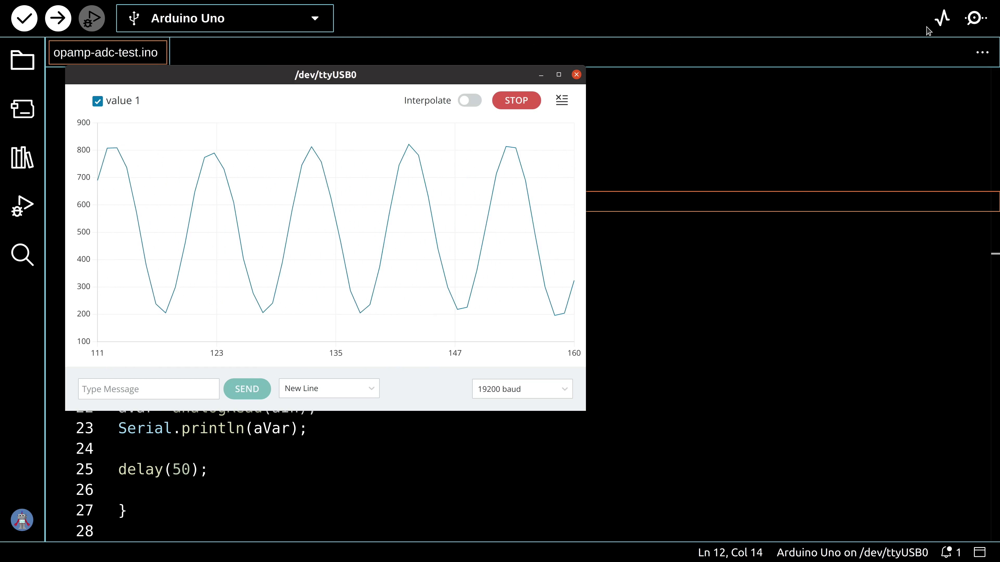 Arduino Uno
opamp-adc-test.ino
/dev/ttyUSB0
value 1
Interpolate
STOP
900
800
700
600
500
400
300
200
100
111 123 135 147 160
Type Message
SEND
New Line
19200 baud
23 Serial.println(aVar);
24
25 delay(50);
26
27 }
28
Ln 12, Col 14 Arduino Uno on /dev/ttyUSB0 1